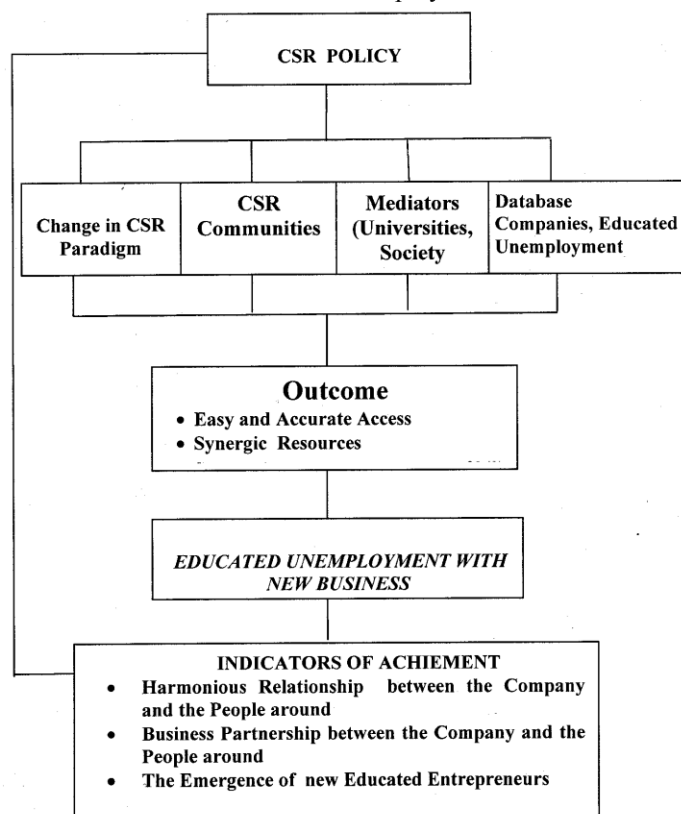 CSR POLICY
Change in CSR
Paradigm
CSR
Communities
Mediators
(Universities,
Society
Database
Companies, Educated
Unemployment
Outcome
• Easy and Accurate Access
• Synergic Resources
EDUCATED UNEMPLOYMENT WITH
NEW BUSINESS
INDICATORS OF ACHIEMENT
• Harmonious Relationship between the Company
and the People around
• Business Partnership between the Company and the
People around
• The Emergence of new Educated Entrepreneurs